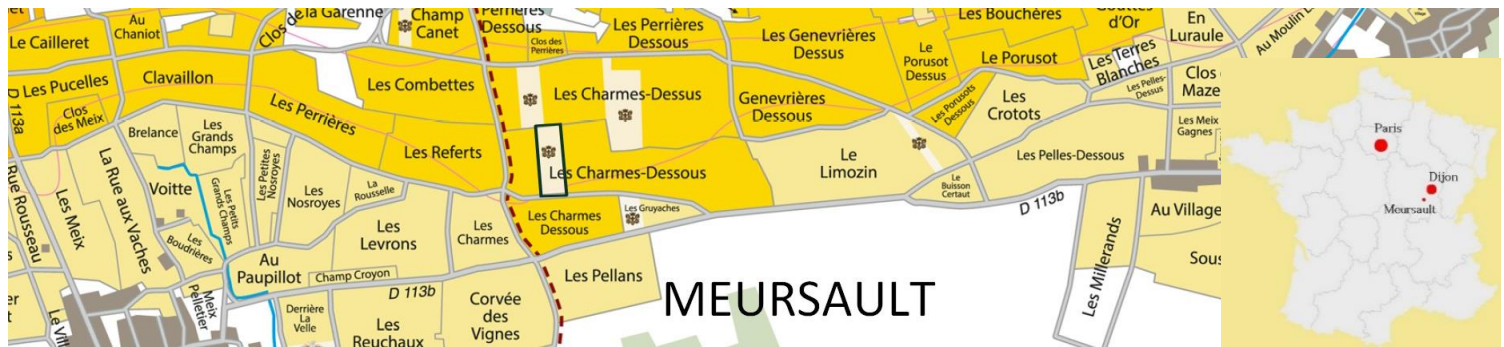 et
Au
Chaniot
Clos de la Garenne
Champ
Canet
Perrières
Dessous
Les Perrières
Dessous
Clos des
Perrières
Les Genevrières
Dessus
Les Bouchères
Gouttes
d'Or
En
Luraule
Au Moulin L
Le Cailleret
Le
Porusot
Dessus
Le Porusot
Les Terres
Blanches
Les Pucelles
Clavaillon
Les Combettes
Les Charmes-Dessus
Genevrières
Dessous
Les Porusots
Dessous
Les
Crotots
Les Pelles-
Dessus
Clos
Maze
D 113a
Clos
des Meix
Les Perrières
Brelance
Les
Grands
Champs
Les Petites
Nosroyes
Les Referts
Les Charmes-Dessous
Le
Limozin
Les Pelles-Dessous
Les Meix
Gagnes
Rue Rousseau
Les Meix
La Rue aux Vaches
Voitte
Les Petits
Grands Champs
Les
Nosroyes
La
Rousselle
Le
Buisson
Certaut
D 113b
Au Village
Les
Boudrières
Les
Levrons
Les
Charmes
Les Charmes
Dessous
Les Gruyaches
Au
Paupillot
Champ Croyon
D 113b
Les Pellans
Les Millerands
Sous
er
t
Le Vil
Meix
Pelletier
Derrière
La
Velle
Les
Reuchaux
Corvée
des
Vignes
MEURSAULT
Paris
Dijon
Meursault